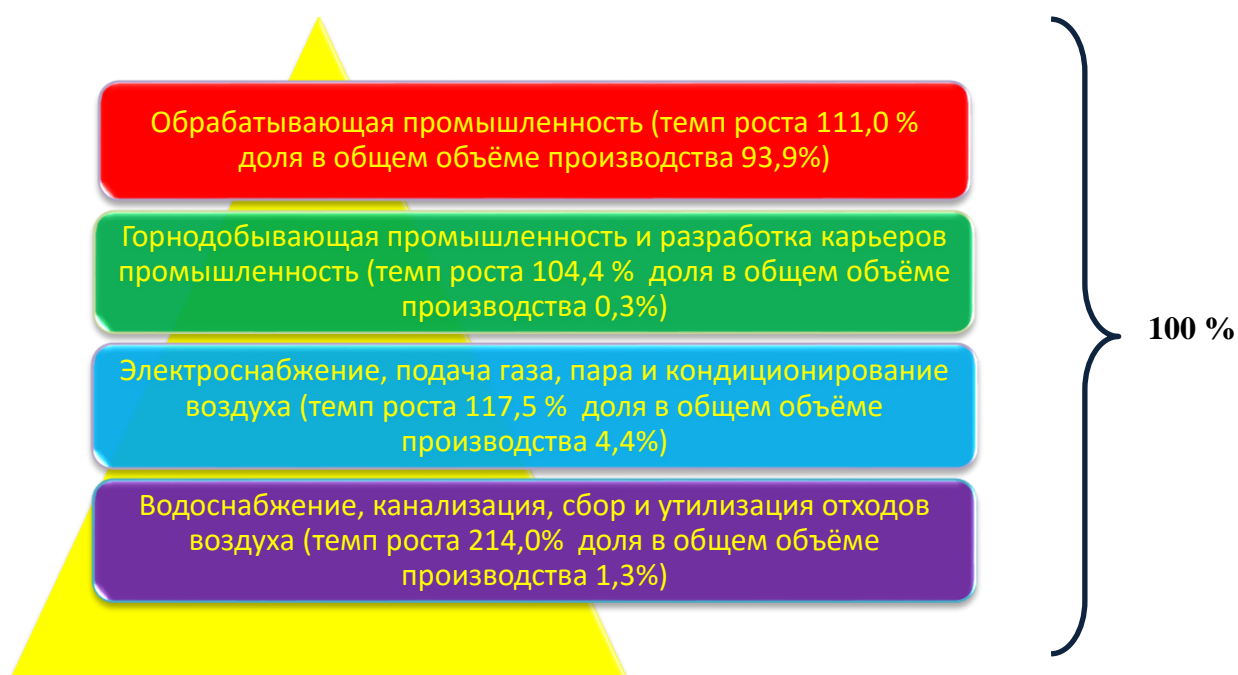 Обрабатывающая промышленность (темп роста 111,0 %
доля в общем объёме производства 93,9%)
Горнодобывающая промышленность и разработка карьеров
промышленность (темп роста 104,4 %  доля в общем объёме
производства 0,3%)
Электроснабжение, подача газа, пара и кондиционирование
воздуха (темп роста 117,5 %  доля в общем объёме
производства 4,4%)
Водоснабжение, канализация, сбор и утилизация отходов
воздуха (темп роста 214,0%  доля в общем объёме
производства 1,3%)
100 %